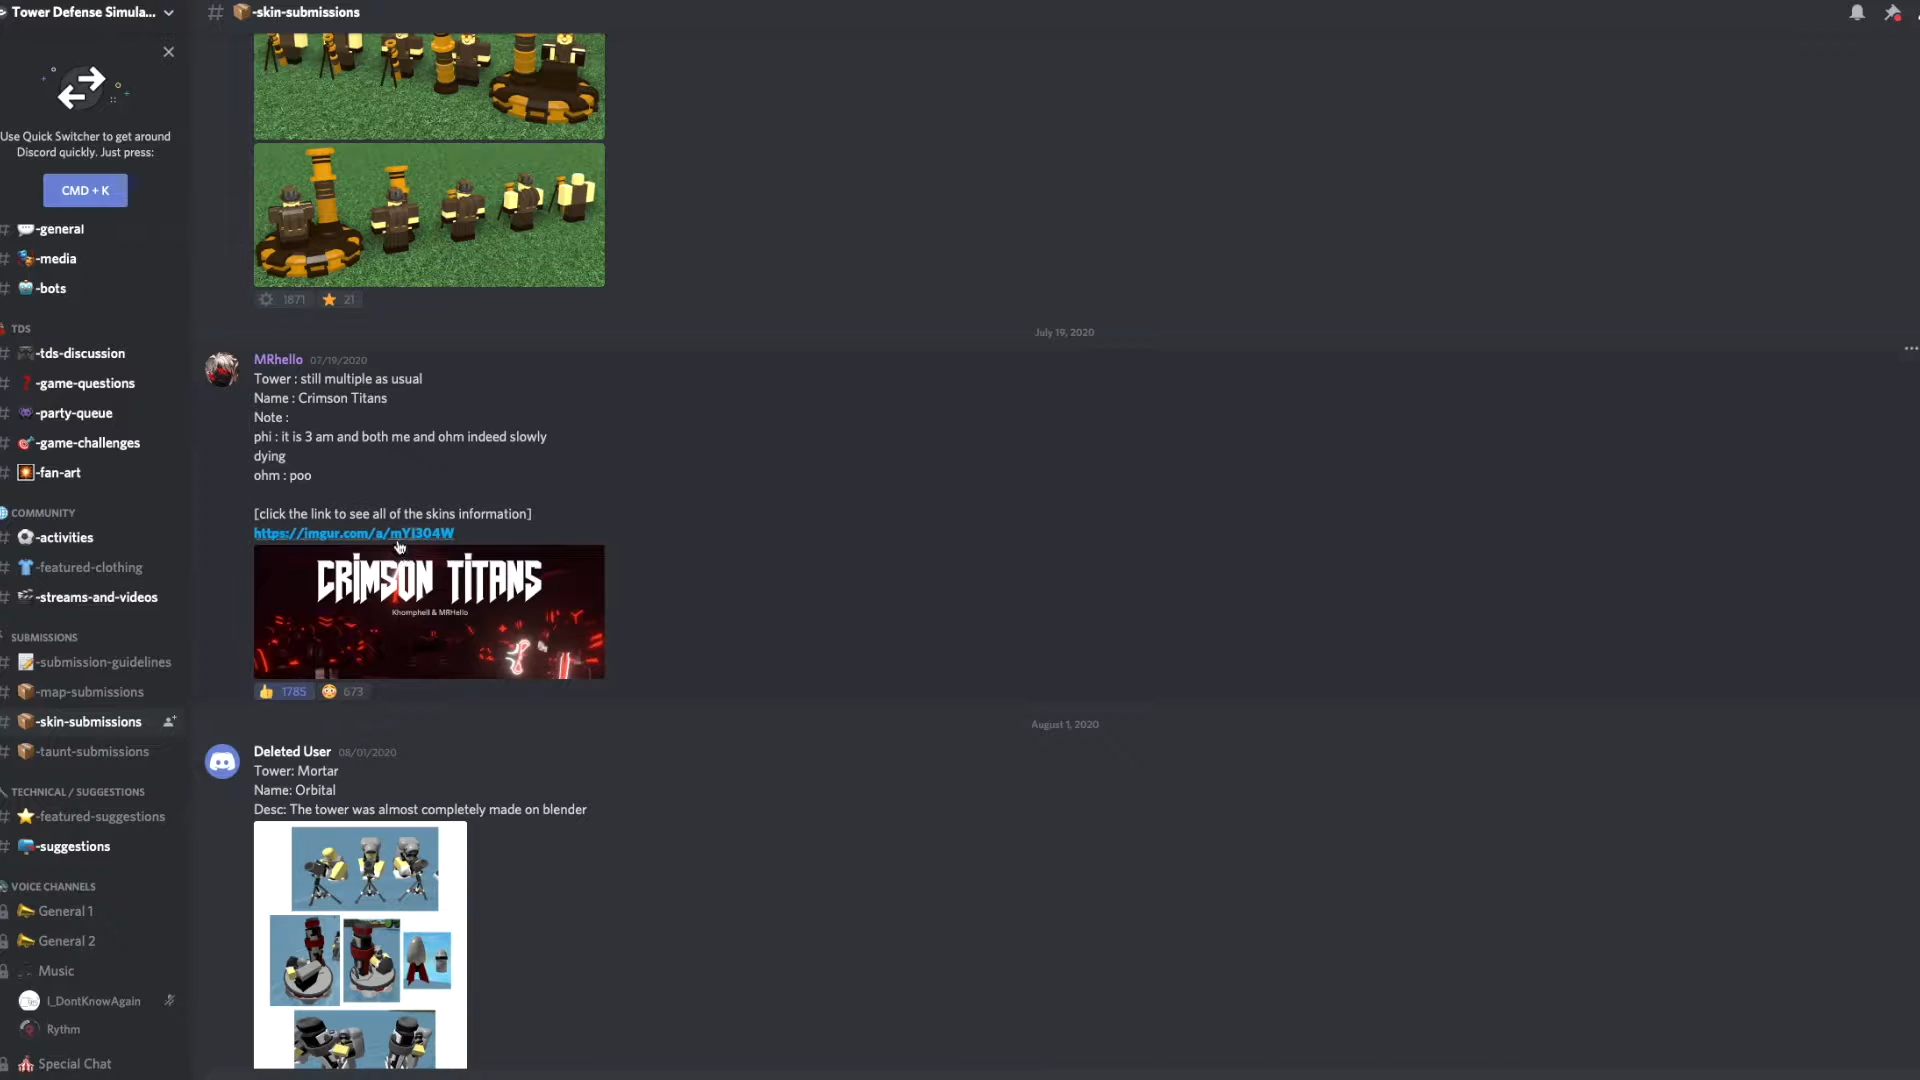 Tower Defense Simula...
-skin-submissions
Use Quick Switcher to get around
Discord quickly. Just press:
CMD + K
-general
-media
-bots
TDS
-tds-discussion
-game-questions
-party-queue
-game-challenges
-fan-art
COMMUNITY
-activities
-featured-clothing
-streams-and-videos
SUBMISSIONS
-submission-guidelines
-map-submissions
-skin-submissions
-taunt-submissions
TECHNICAL / SUGGESTIONS
-featured-suggestions
-suggestions
VOICE CHANNELS
General 1
General 2
Music
I_DontKnowAgain
Rythm
Special Chat
1871 21
July 19, 2020
MRhello 07/19/2020
Tower : still multiple as usual
Name : Crimson Titans
Note :
phi : it is 3 am and both me and ohm indeed slowly
dying
ohm : poo
[click the link to see all of the skins information]
https://imgur.com/a/mYl304W
CRIMSON TITANS
Khomphell & MRHello
1785 673
August 1, 2020
Deleted User 08/01/2020
Tower: Mortar
Name: Orbital
Desc: The tower was almost completely made on blender